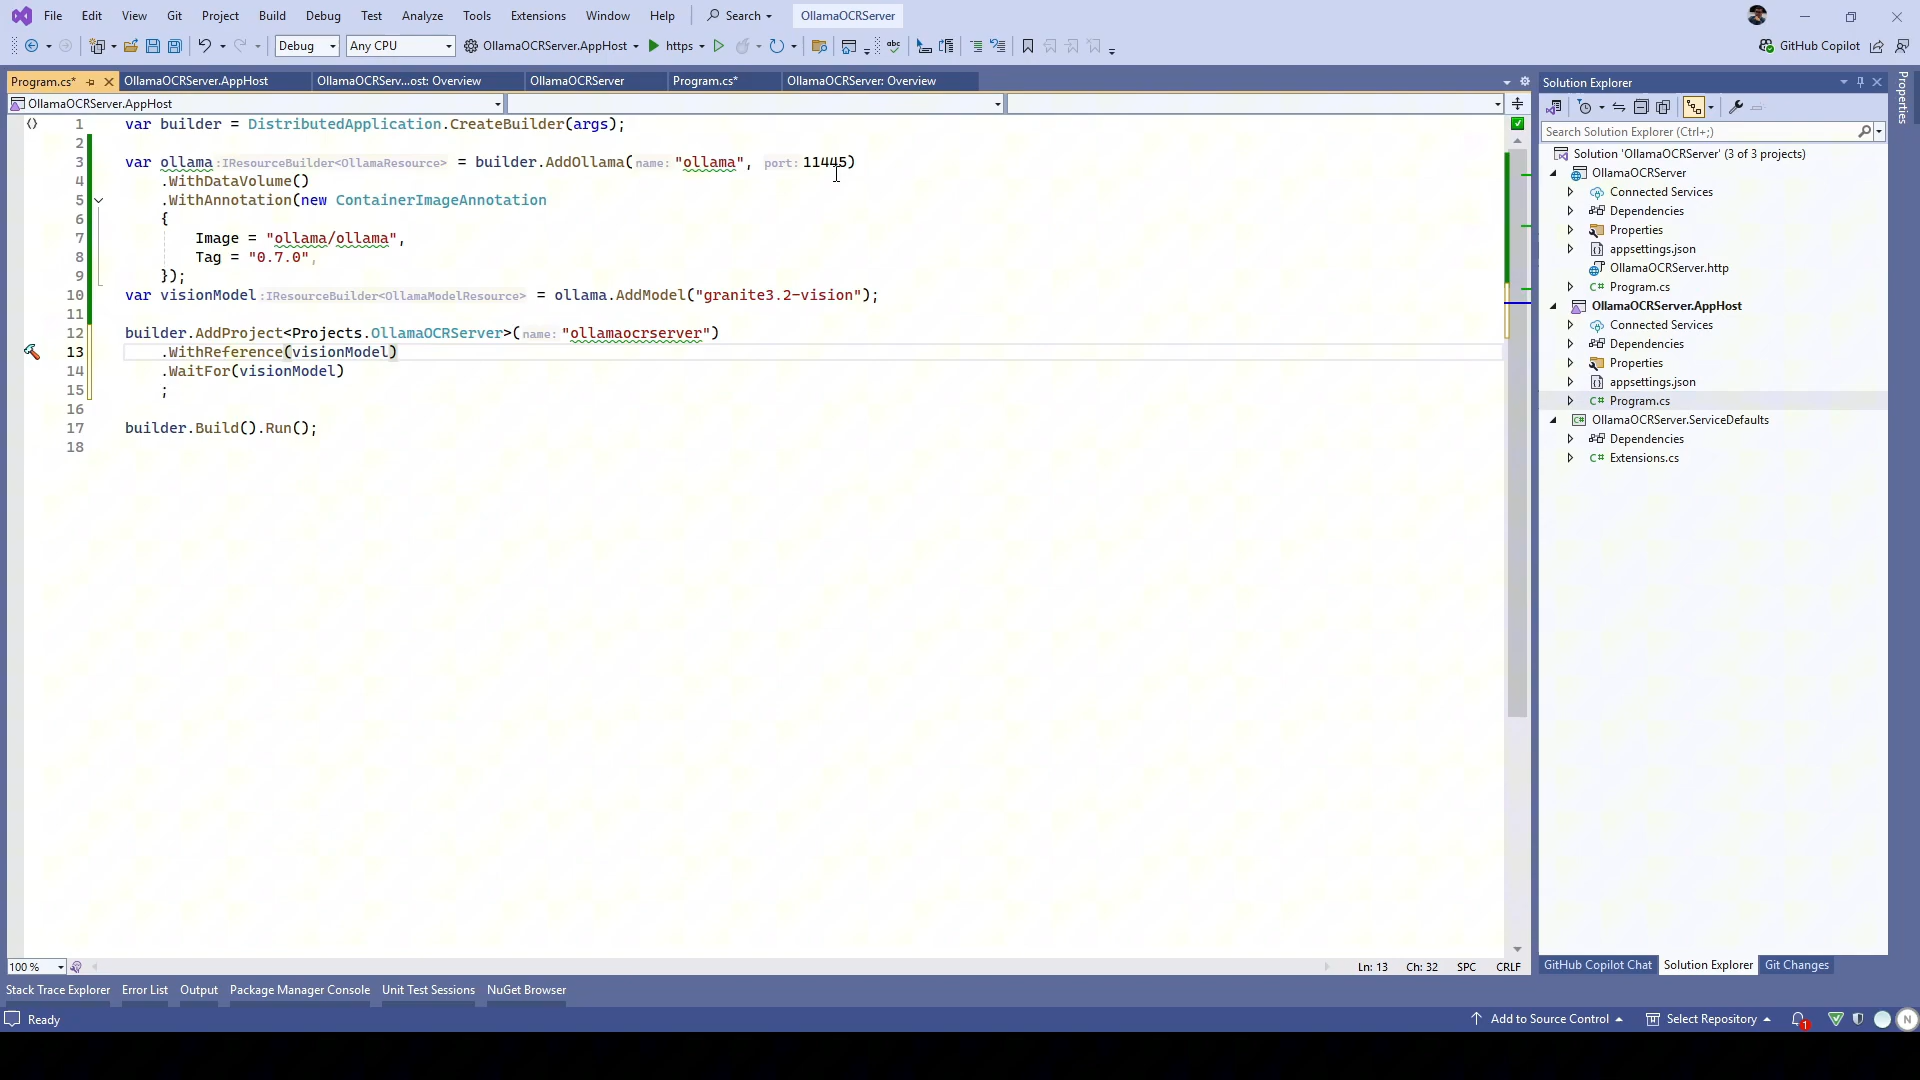 File Edit View Git Project Build Debug Test Analyze Tools Extensions Window Help Search OllamaOCRServer
Debug Any CPU OllamaOCRServer.AppHost https GitHub Copilot
Program.cs* OllamaOCRServer.AppHost OllamaOCRServ...ost: Overview OllamaOCRServer Program.cs* OllamaOCRServer: Overview
OllamaOCRServer.AppHost
1 var builder = DistributedApplication.CreateBuilder(args);
2
3 var ollama:IResourceBuilder<OllamaResource> = builder.AddOllama(name: "ollama", port: 11445)
4 .WithDataVolume()
5 .WithAnnotation(new ContainerImageAnnotation
6 {
7 Image = "ollama/ollama",
8 Tag = "0.7.0",
9 });
10 var visionModel:IResourceBuilder<OllamaModelResource> = ollama.AddModel("granite3.2-vision");
11
12 builder.AddProject<Projects.OllamaOCRServer>(name: "ollamaocrserver")
13 .WithReference(visionModel)
14 .WaitFor(visionModel)
15 ;
16
17 builder.Build().Run();
18
100 % Ln: 13 Ch: 32 SPC CRLF
Stack Trace Explorer Error List Output Package Manager Console Unit Test Sessions NuGet Browser
Ready Add to Source Control Select Repository 1 N
Solution Explorer
Search Solution Explorer (Ctrl+;)
Solution 'OllamaOCRServer' (3 of 3 projects)
OllamaOCRServer
Connected Services
Dependencies
Properties
appsettings.json
OllamaOCRServer.http
C# Program.cs
OllamaOCRServer.AppHost
Connected Services
Dependencies
Properties
appsettings.json
C# Program.cs
OllamaOCRServer.ServiceDefaults
Dependencies
C# Extensions.cs
GitHub Copilot Chat Solution Explorer Git Changes
Properties